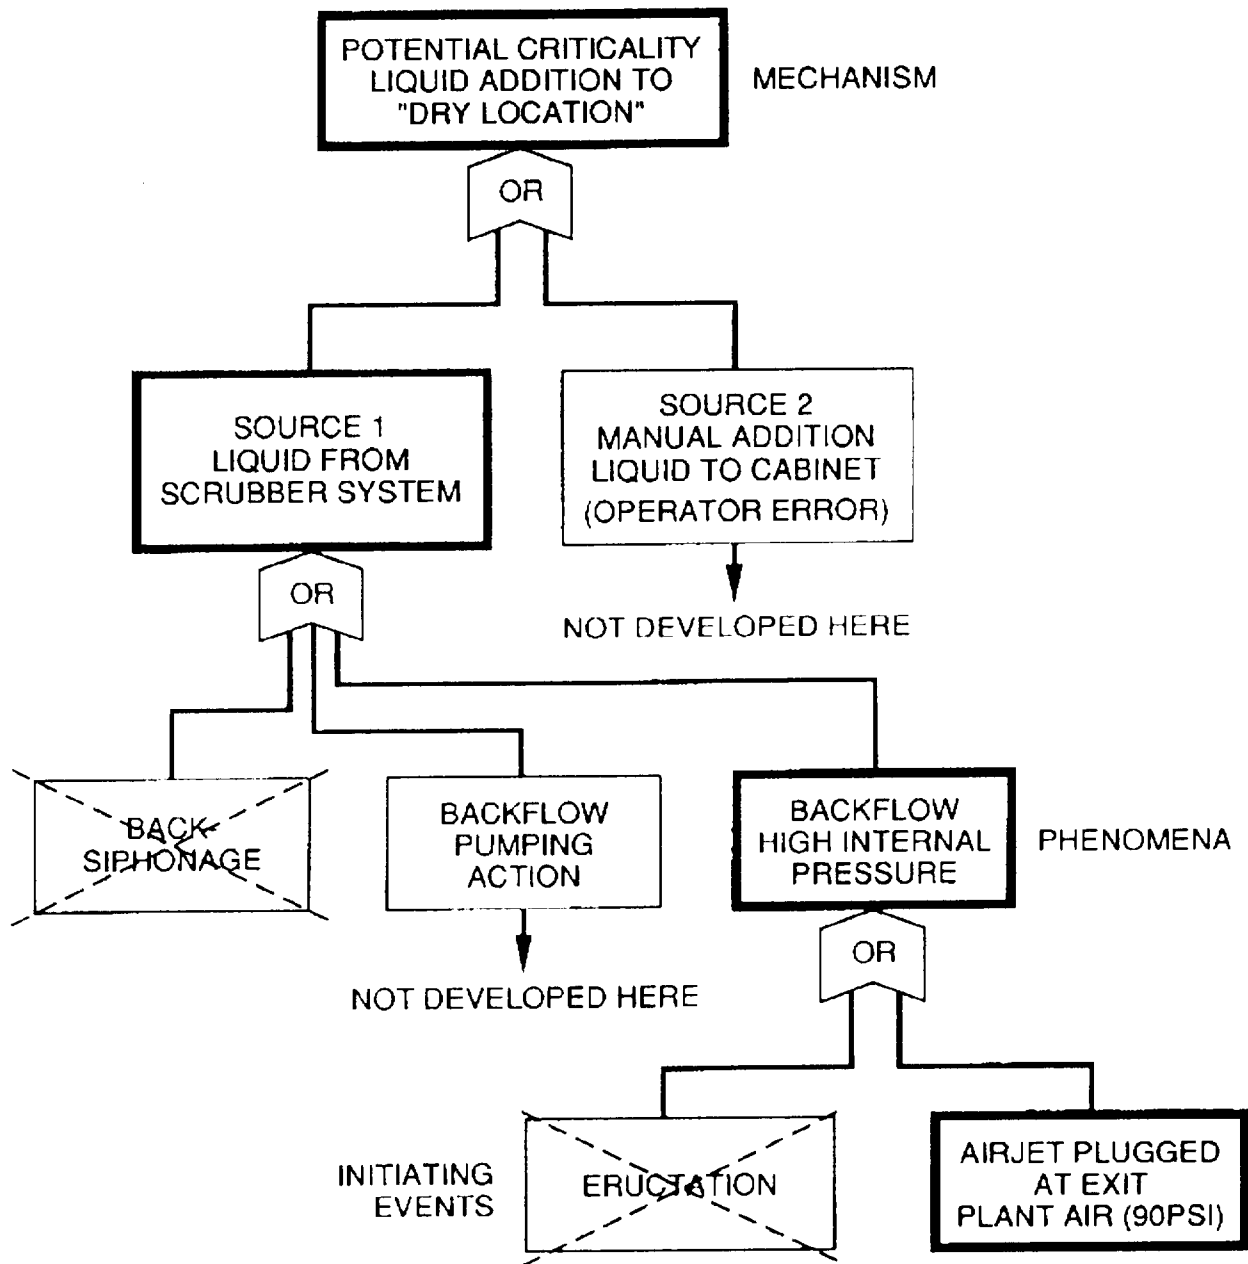 POTENTIAL CRITICALITY
LIQUID ADDITION TO
"DRY LOCATION"
MECHANISM
OR
SOURCE 1
LIQUID FROM
SCRUBBER SYSTEM
SOURCE 2
MANUAL ADDITION
LIQUID TO CABINET
(OPERATOR ERROR)
OR
NOT DEVELOPED HERE
BACK-
SIPHONAGE
BACKFLOW
PUMPING
ACTION
BACKFLOW
HIGH INTERNAL
PRESSURE
PHENOMENA
OR
NOT DEVELOPED HERE
INITIATING
EVENTS
ERUCTATION
AIRJET PLUGGED
AT EXIT
PLANT AIR (90PSI)